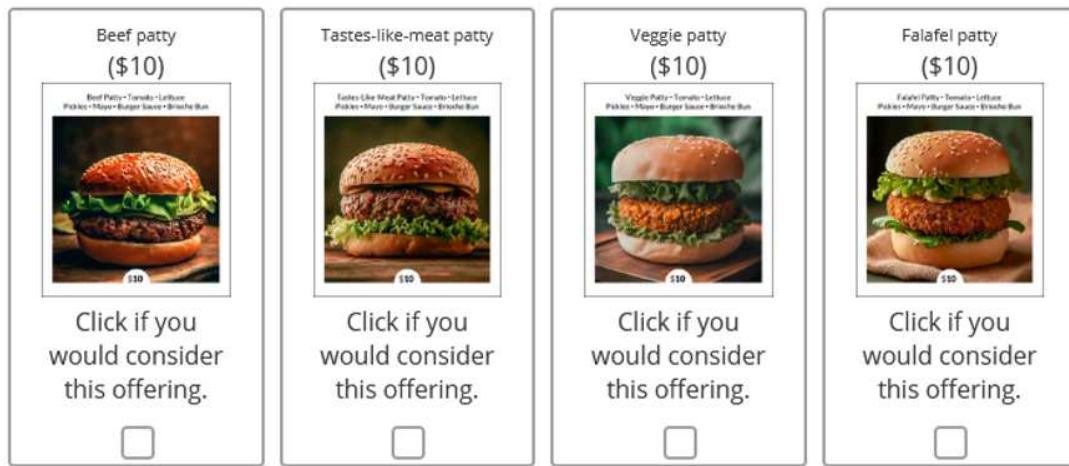 Beef patty
($10)
Beef Patty • Tomato • Lettuce
Pickles • Mayo • Burger Sauce • Brioche Bun
$10
Click if you
would consider
this offering.
Tastes-like-meat patty
($10)
Tastes-Like Meat Patty • Tomato • Lettuce
Pickles • Mayo • Burger Sauce • Brioche Bun
$10
Click if you
would consider
this offering.
Veggie patty
($10)
Veggie Patty • Tomato • Lettuce
Pickles • Mayo • Burger Sauce • Brioche Bun
$10
Click if you
would consider
this offering.
Falafel patty
($10)
Falafel Patty • Tomato • Lettuce
Pickles • Mayo • Burger Sauce • Brioche Bun
$10
Click if you
would consider
this offering.